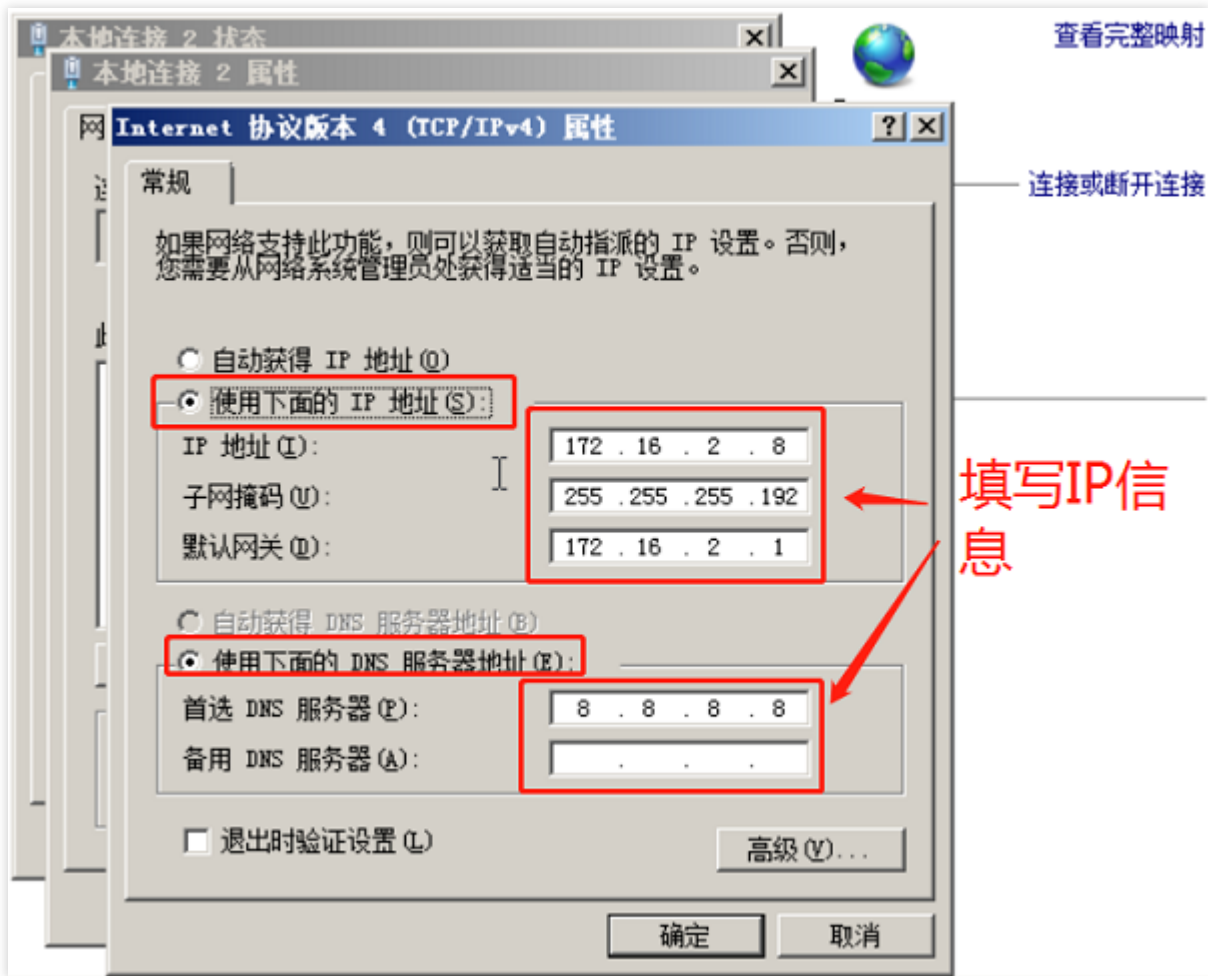 本地连接 2 状态
查看完整映射
本地连接 2 属性
网
Internet 协议版本 4 (TCP/IPv4) 属性
常规
连接或断开连接
如果网络支持此功能，则可以获取自动指派的 IP 设置。否则，
您需要从网络系统管理员处获得适当的 IP 设置。
自动获得 IP 地址(O)
使用下面的 IP 地址(S):
IP 地址(I): 172 . 16 . 2 . 8
子网掩码(U): 255 .255 .255 .192
默认网关(D): 172 . 16 . 2 . 1
填写IP信
息
自动获得 DNS 服务器地址(B)
使用下面的 DNS 服务器地址(E):
首选 DNS 服务器(P): 8 . 8 . 8 . 8
备用 DNS 服务器(A): . . .
退出时验证设置(L)
高级(V)...
确定 取消